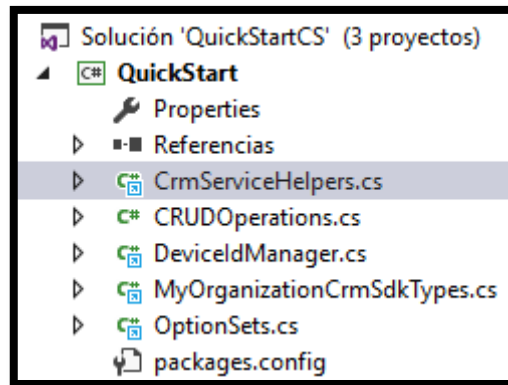 Solución 'QuickStartCS' (3 proyectos)
C# QuickStart
Properties
Referencias
C# CrmServiceHelpers.cs
C# CRUDOperations.cs
C# DeviceIdManager.cs
C# MyOrganizationCrmSdkTypes.cs
C# OptionSets.cs
packages.config